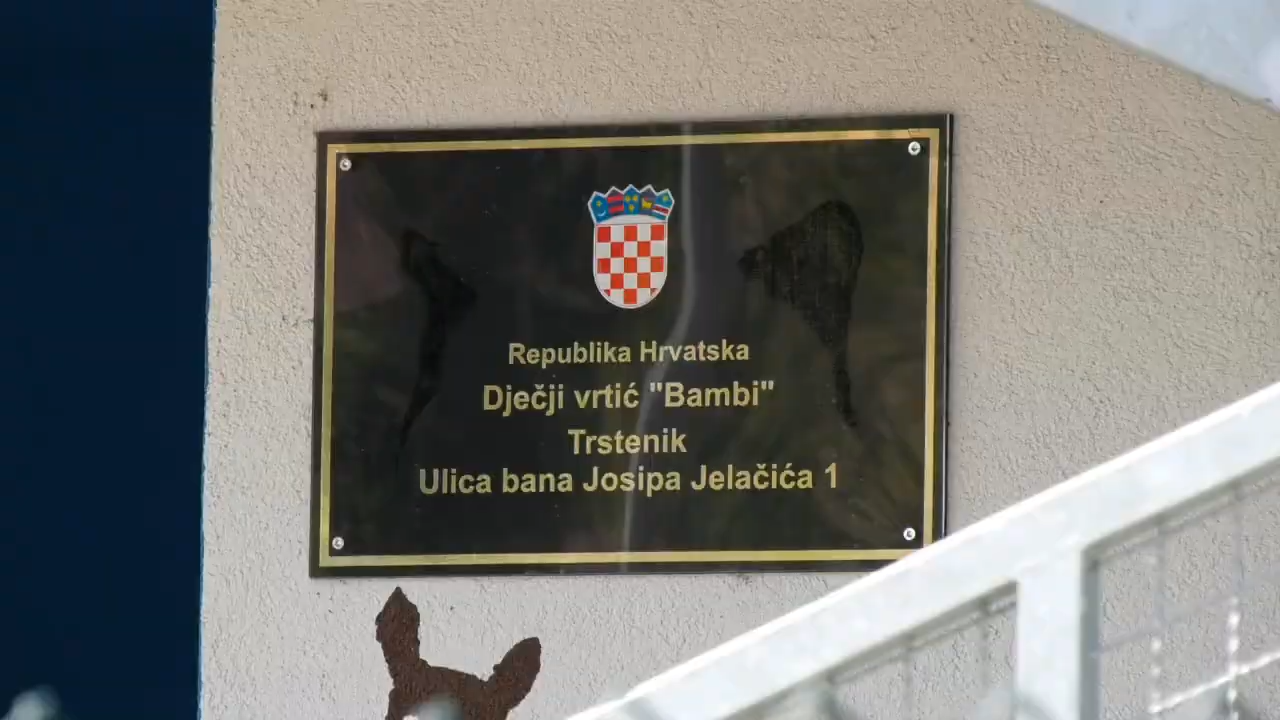 Republika Hrvatska
Dječji vrtić "Bambi"
Trstenik
Ulica bana Josipa Jelačića 1